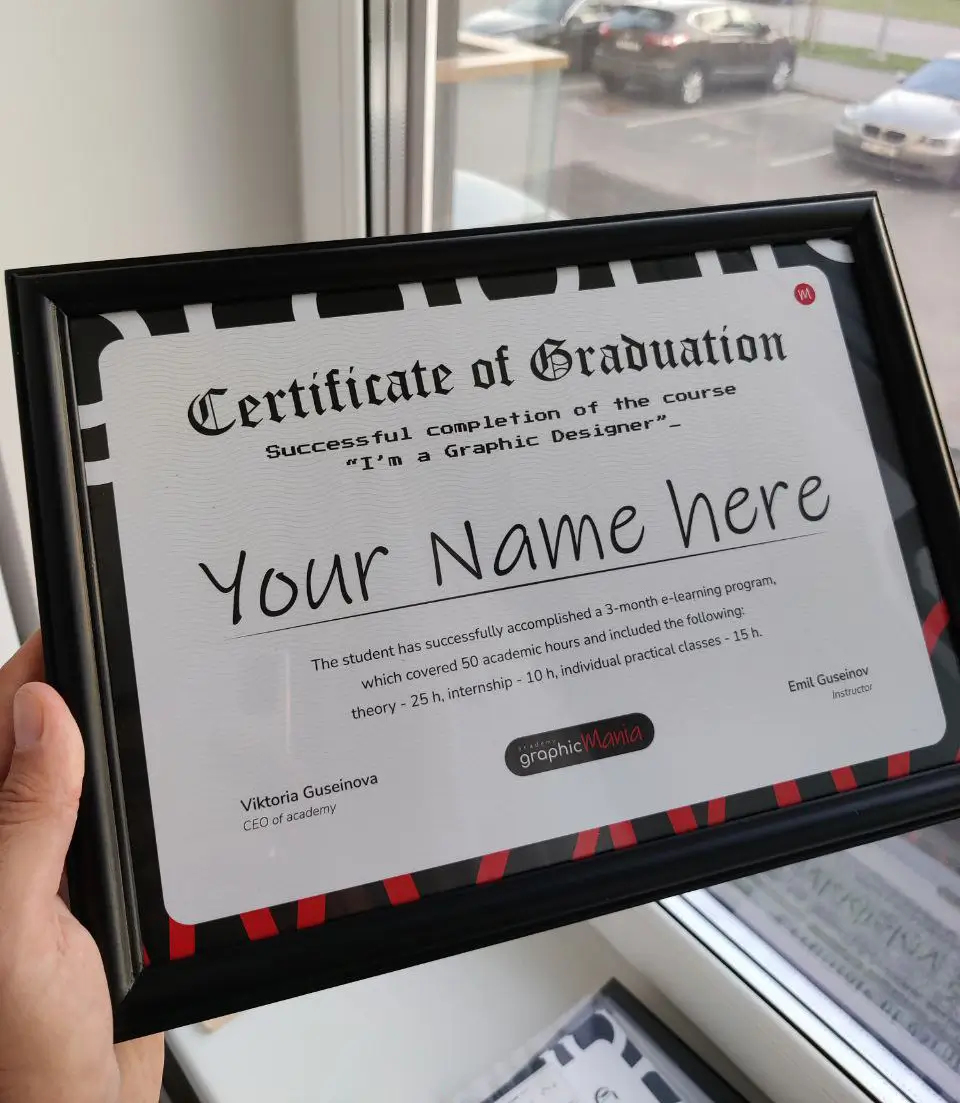 M
Certificate of Graduation
Successful completion of the course
“I’m a Graphic Designer”_
Your Name here
The student has successfully accomplished a 3-month e-learning program,
which covered 50 academic hours and included the following:
theory - 25 h, internship - 10 h, individual practical classes - 15 h.
Emil Guseinov
Instructor
academy
graphicMania
Viktoria Guseinova
CEO of academy